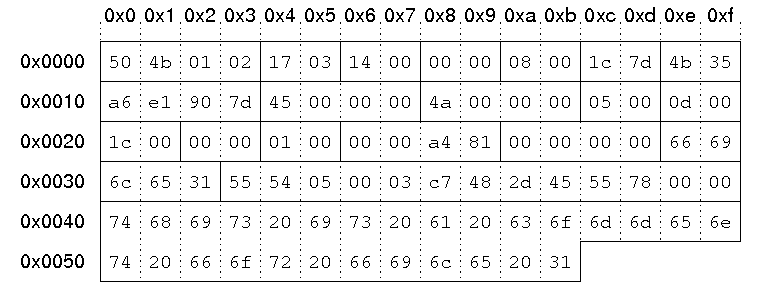 0x0 0x1 0x2 0x3 0x4 0x5 0x6 0x7 0x8 0x9 0xa 0xb 0xc 0xd 0xe 0xf
0x0000 50 4b 01 02 17 03 14 00 00 00 08 00 1c 7d 4b 35
0x0010 a6 e1 90 7d 45 00 00 00 4a 00 00 00 05 00 0d 00
0x0020 1c 00 00 00 01 00 00 00 a4 81 00 00 00 00 66 69
0x0030 6c 65 31 55 54 05 00 03 c7 48 2d 45 55 78 00 00
0x0040 74 68 69 73 20 69 73 20 61 20 63 6f 6d 6d 65 6e
0x0050 74 20 66 6f 72 20 66 69 6c 65 20 31